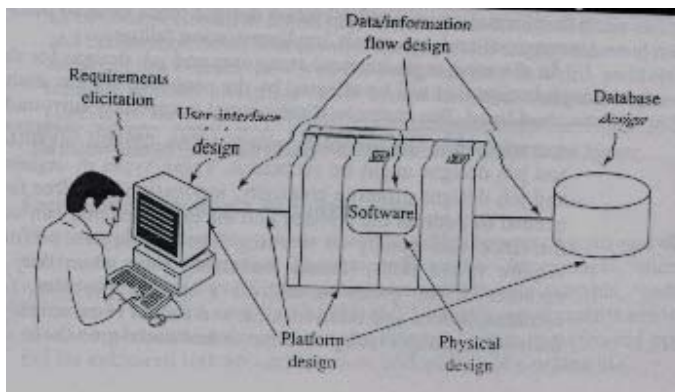 Data/information
flow design
Requirements
elicitation
User interface
design
Database
design
Software
Platform
design
Physical
design